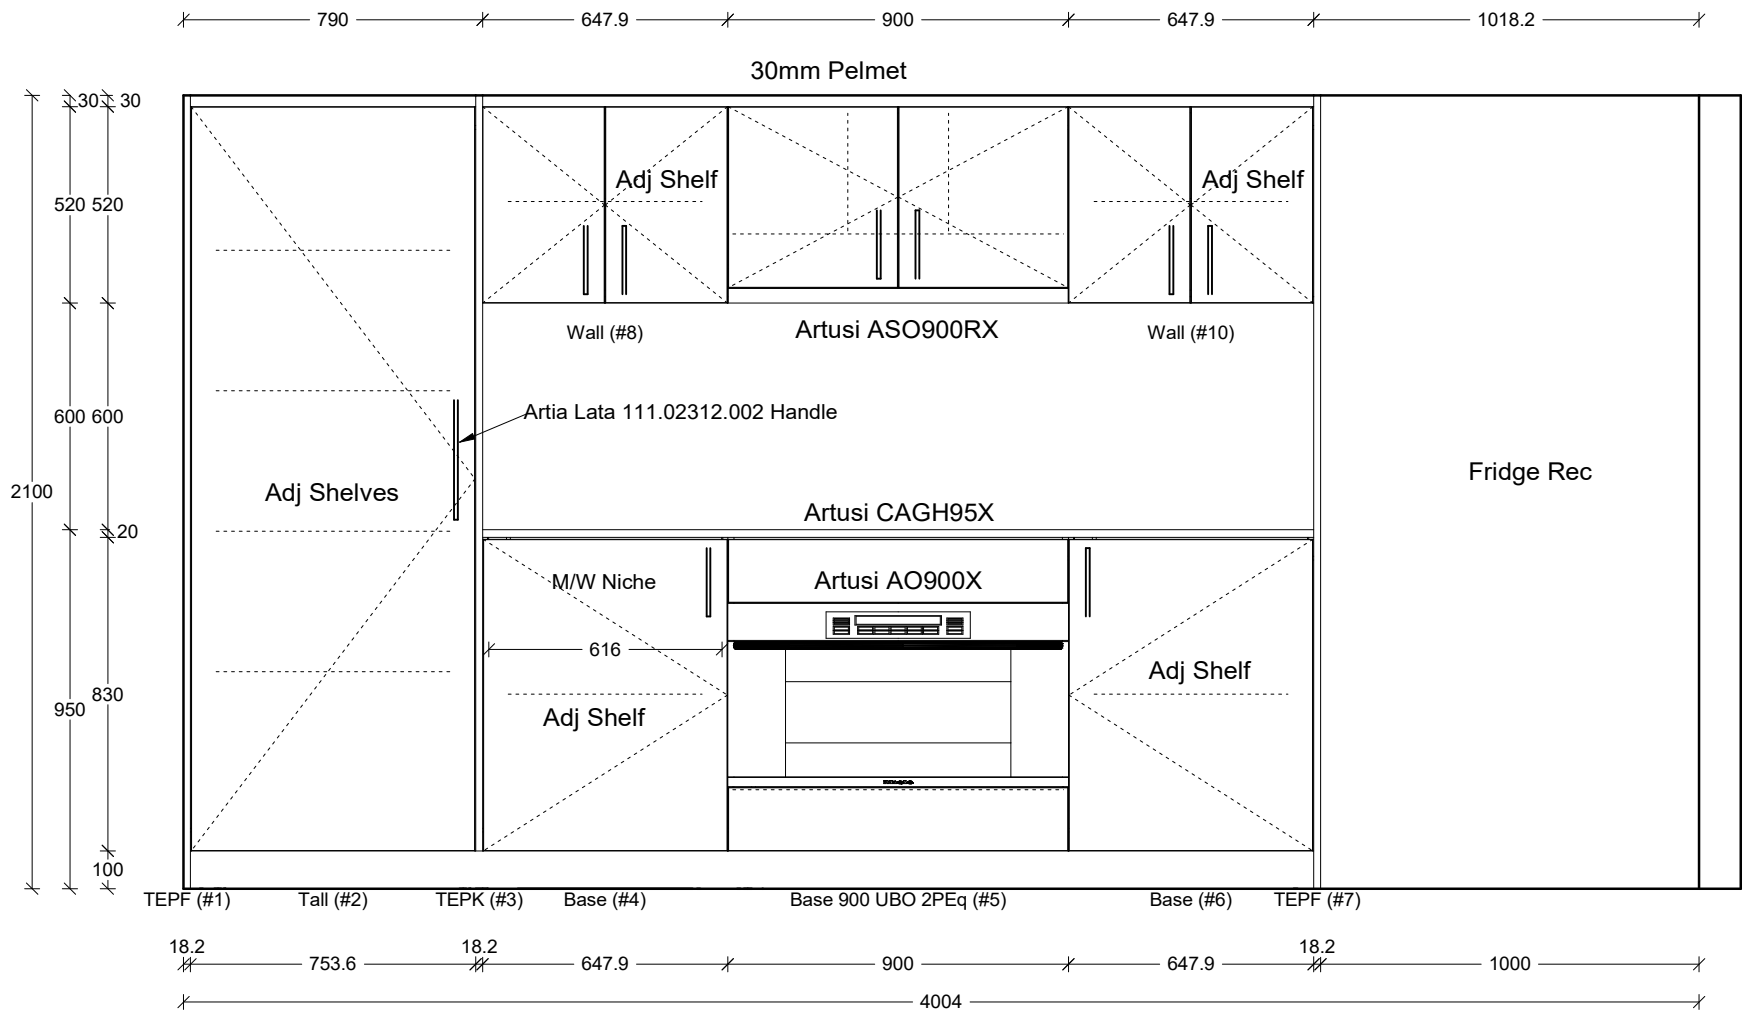 790 647.9 900 647.9 1018.2
30mm Pelmet
30 30
Adj Shelf Adj Shelf
520 520
Wall (#8) Artusi ASO900RX Wall (#10)
600 600 Artia Lata 111.02312.002 Handle
Fridge Rec
2100 Adj Shelves
Artusi CAGH95X
20
M/W Niche Artusi AO900X
616
Adj Shelf
950 830 Adj Shelf
100
TEPF (#1) Tall (#2) TEPK (#3) Base (#4) Base 900 UBO 2PEq (#5) Base (#6) TEPF (#7)
18.2 18.2 18.2
753.6 647.9 900 647.9 1000
4004